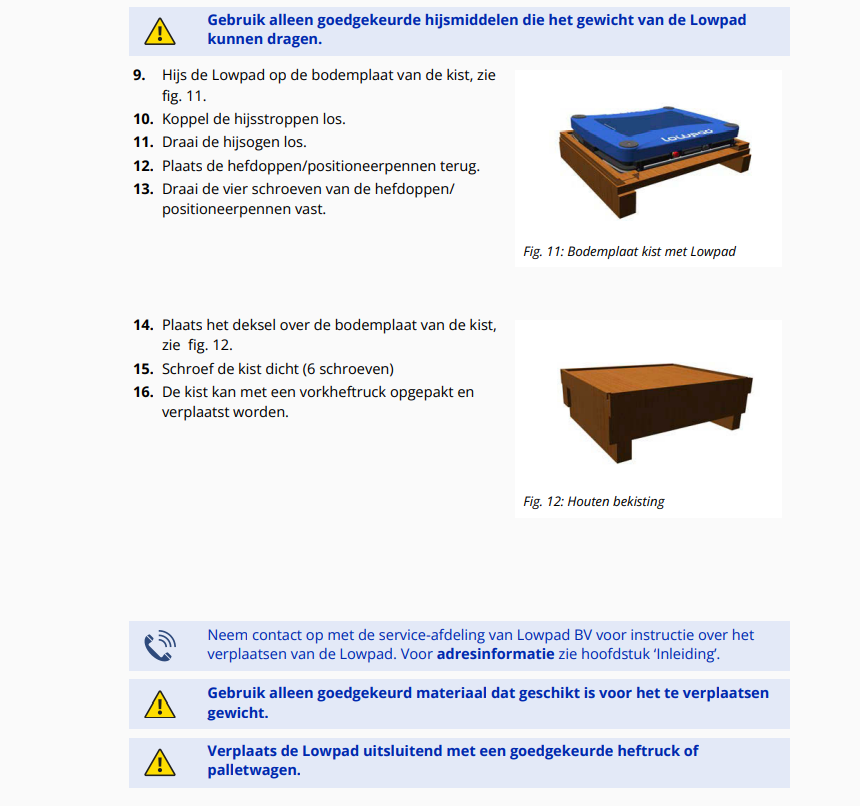 Gebruik alleen goedgekeurde hijsmiddelen die het gewicht van de Lowpad
kunnen dragen.
9. Hijs de Lowpad op de bodemplaat van de kist, zie
fig. 11.
10. Koppel de hijsstroppen los.
11. Draai de hijsogen los.
12. Plaats de hefdoppen/positioneerpennen terug.
13. Draai de vier schroeven van de hefdoppen/
positioneerpennen vast.
LOWPAD
Fig. 11: Bodemplaat kist met Lowpad
14. Plaats het deksel over de bodemplaat van de kist,
zie  fig. 12.
15. Schroef de kist dicht (6 schroeven)
16. De kist kan met een vorkheftruck opgepakt en
verplaatst worden.
Fig. 12: Houten bekisting
Neem contact op met de service-afdeling van Lowpad BV voor instructie over het
verplaatsen van de Lowpad. Voor adresinformatie zie hoofdstuk ‘Inleiding’.
Gebruik alleen goedgekeurd materiaal dat geschikt is voor het te verplaatsen
gewicht.
Verplaats de Lowpad uitsluitend met een goedgekeurde heftruck of
palletwagen.